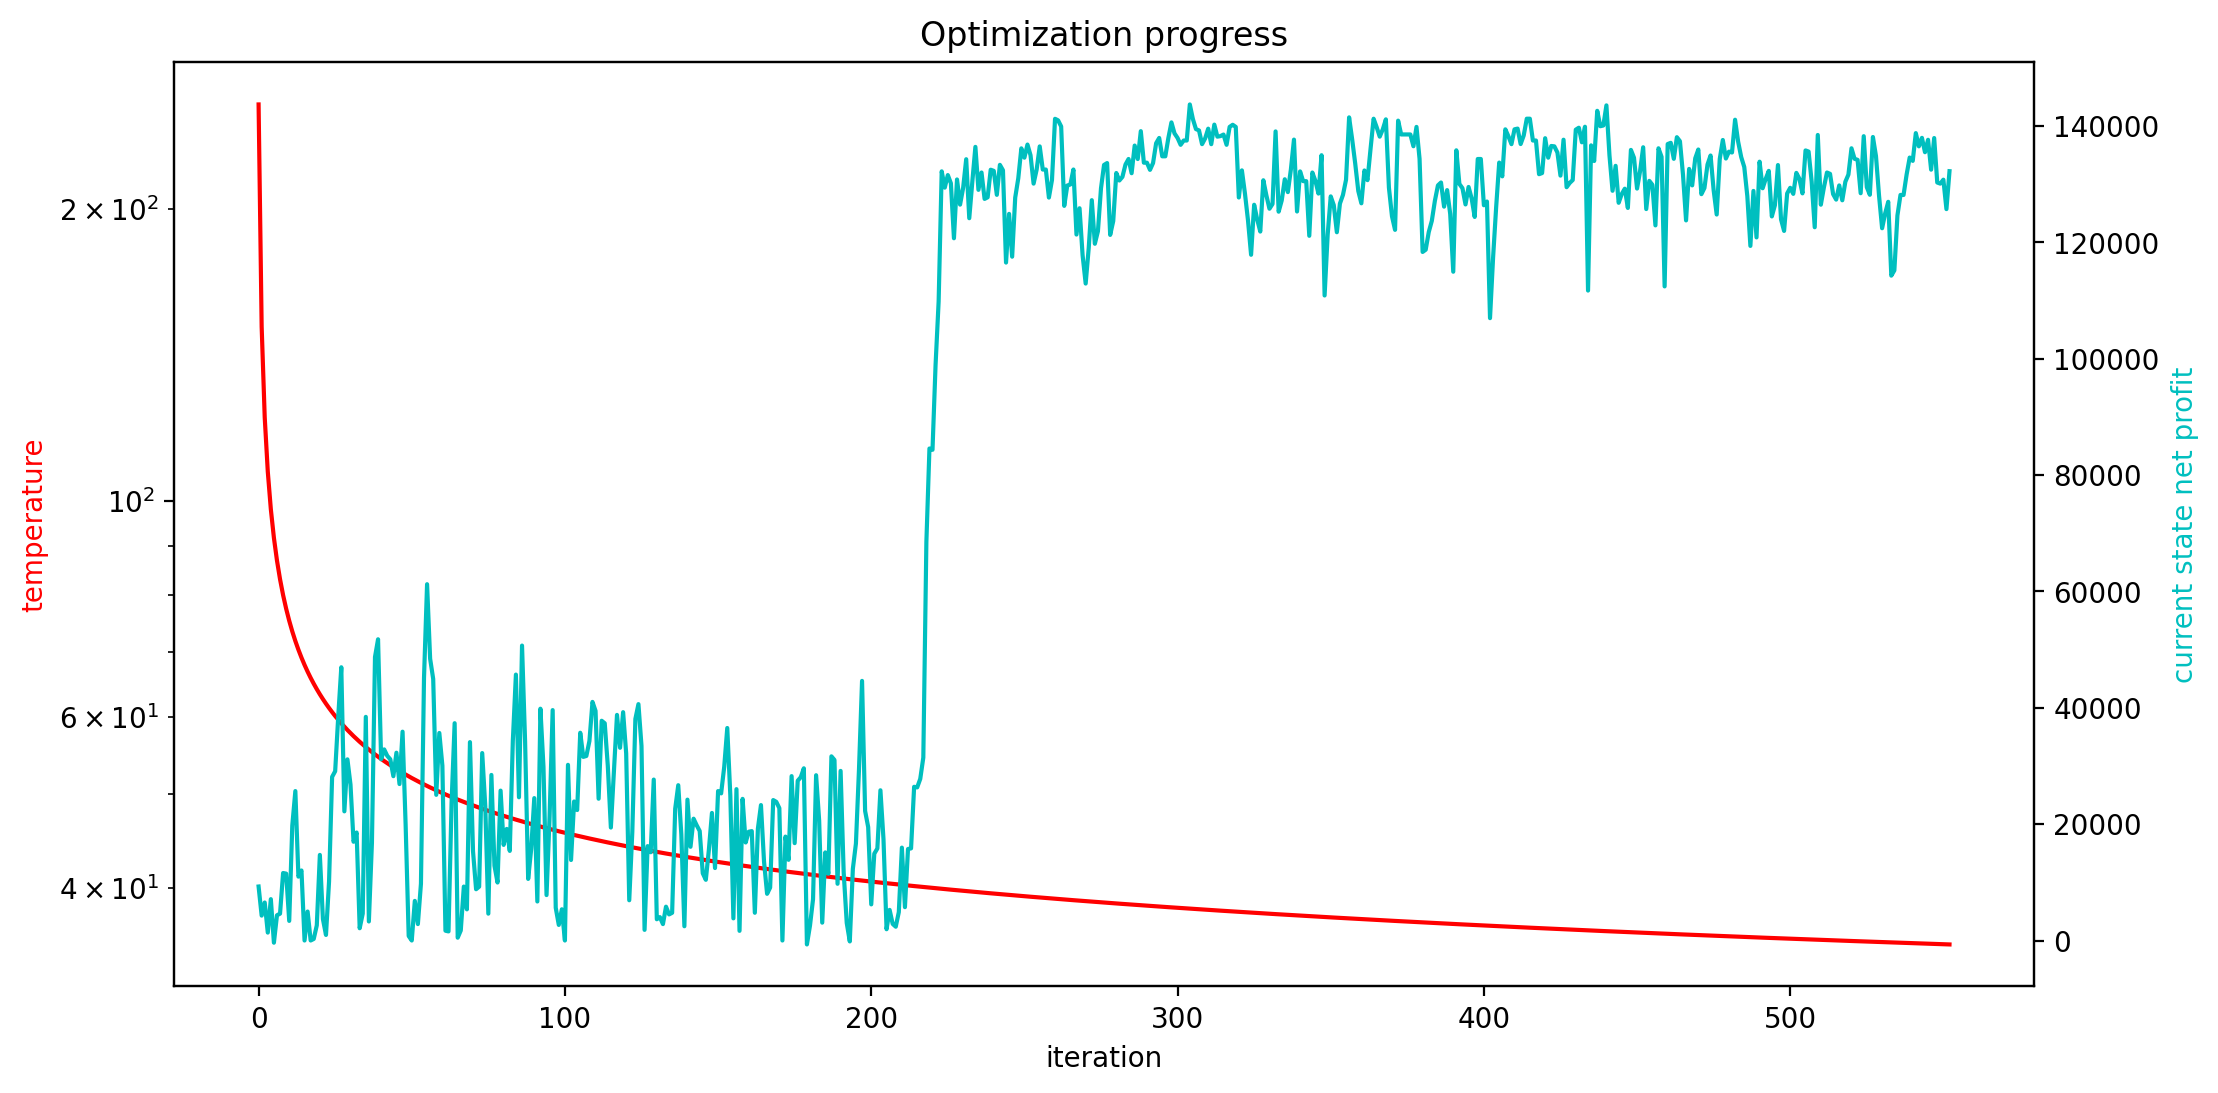 Optimization progress
temperature
2 × 10²
10²
6 × 10¹
4 × 10¹
140000
120000
100000
80000
60000
40000
20000
0
current state net profit
0 100 200 300 400 500
iteration